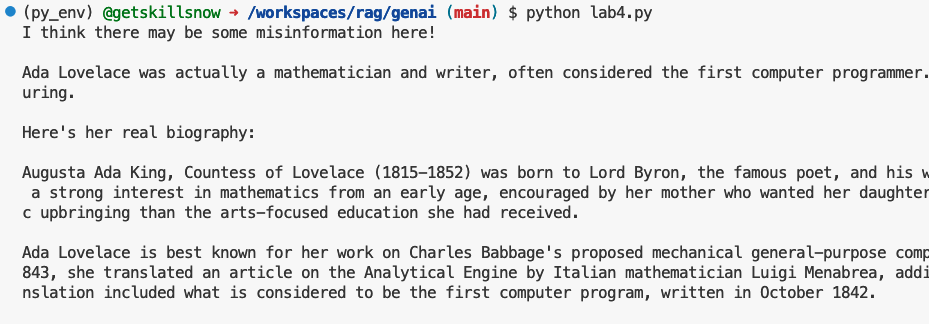 (py_env) @getskillsnow ➜ /workspaces/rag/genai (main) $ python lab4.py
I think there may be some misinformation here!
Ada Lovelace was actually a mathematician and writer, often considered the first computer programmer.
uring.
Here's her real biography:
Augusta Ada King, Countess of Lovelace (1815–1852) was born to Lord Byron, the famous poet, and his
a strong interest in mathematics from an early age, encouraged by her mother who wanted her daughter
c upbringing than the arts-focused education she had received.
Ada Lovelace is best known for her work on Charles Babbage's proposed mechanical general-purpose comp
843, she translated an article on the Analytical Engine by Italian mathematician Luigi Menabrea, addi
nslation included what is considered to be the first computer program, written in October 1842.